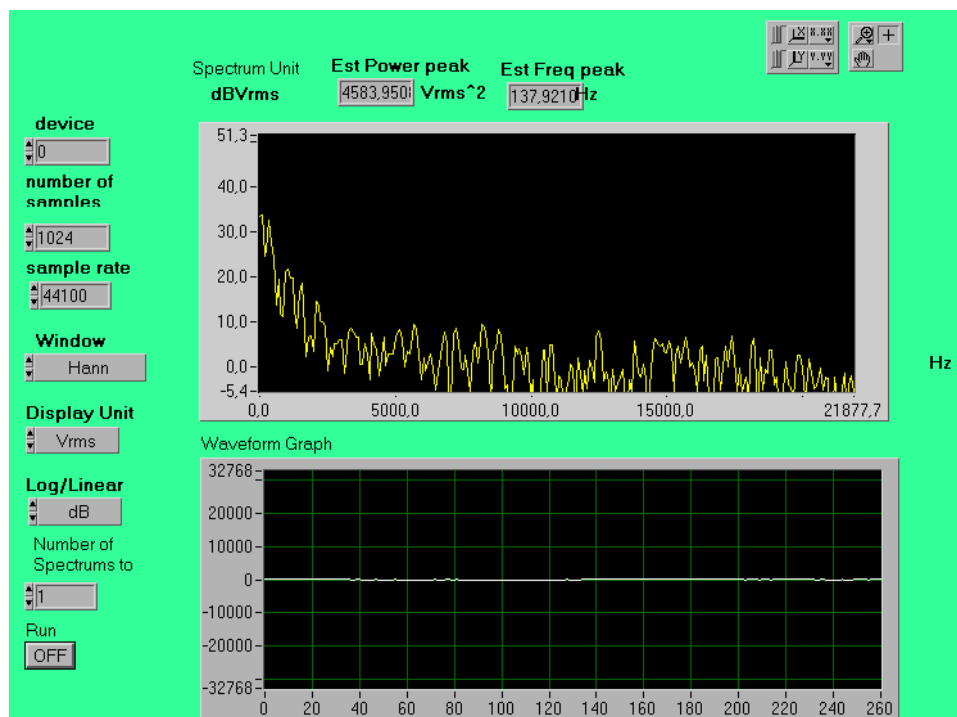 Spectrum Unit
dBVrms
Est Power peak
4583,950 Vrms^2
Est Freq peak
137,9210 Hz
X.XX
Y.YY
device
0
number of
samples
1024
sample rate
44100
Window
Hann
Display Unit
Vrms
Log/Linear
dB
Number of
Spectrums to
1
Run
OFF
51,3
40,0
30,0
20,0
10,0
0,0
-5,4
0,0 5000,0 10000,0 15000,0 21877,7
Hz
Waveform Graph
32768
20000
10000
0
-10000
-20000
-32768
0 20 40 60 80 100 120 140 160 180 200 220 240 260